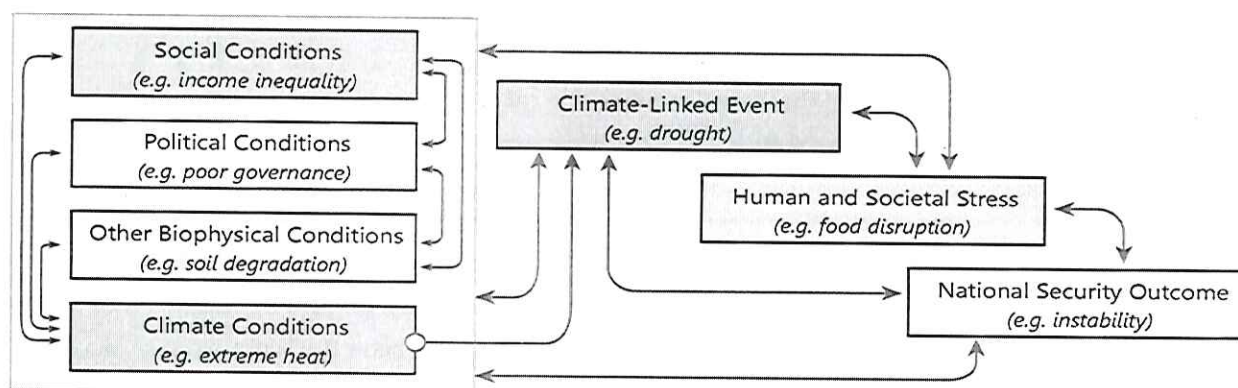 Social Conditions
(e.g. income inequality)
Political Conditions
(e.g. poor governance)
Other Biophysical Conditions
(e.g. soil degradation)
Climate Conditions
(e.g. extreme heat)
Climate-Linked Event
(e.g. drought)
Human and Societal Stress
(e.g. food disruption)
National Security Outcome
(e.g. instability)